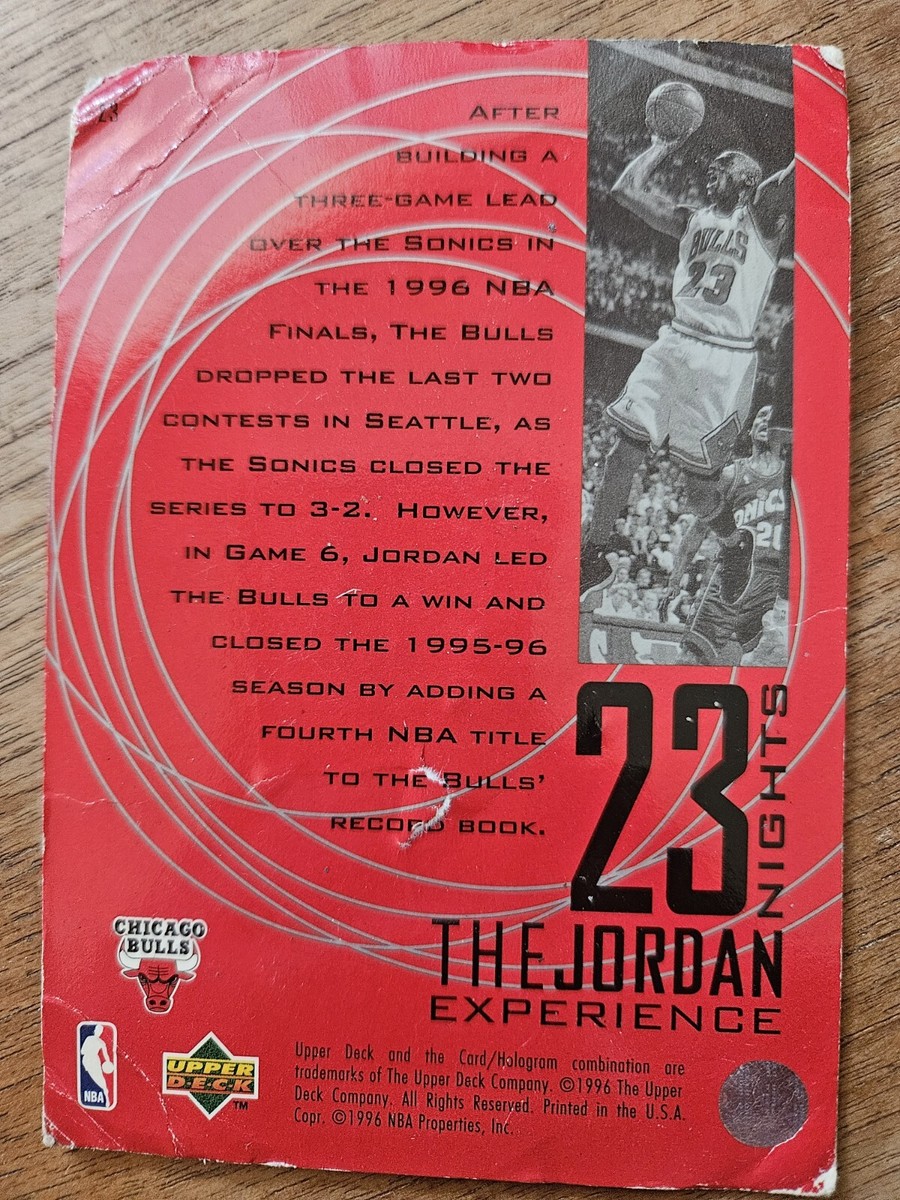 23
AFTER
BUILDING A
THREE-GAME LEAD
OVER THE SONICS IN
THE 1996 NBA
FINALS, THE BULLS
DROPPED THE LAST TWO
CONTESTS IN SEATTLE, AS
THE SONICS CLOSED THE
SERIES TO 3-2. HOWEVER,
IN GAME 6, JORDAN LED
THE BULLS TO A WIN AND
CLOSED THE 1995-96
SEASON BY ADDING A
FOURTH NBA TITLE
TO THE BULLS'
RECORD BOOK.
BULLS
23
ONICS
21
23
NIGHTS
THE JORDAN
EXPERIENCE
CHICAGO
BULLS
NBA
UPPER
DECK
TM
Upper Deck and the Card/Hologram combination are
trademarks of The Upper Deck Company. ©1996 The Upper
Deck Company. All Rights Reserved. Printed in the U.S.A.
Copr. ©1996 NBA Properties, Inc.